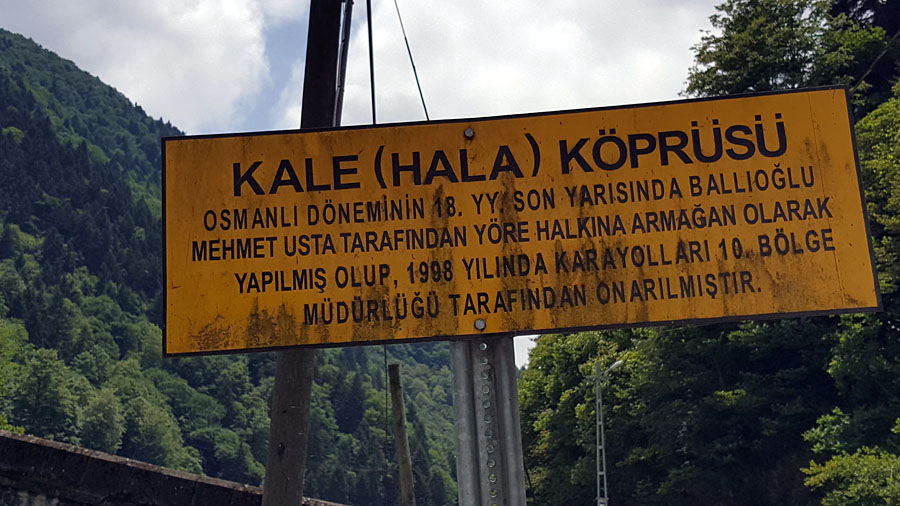 KALE (HALA) KÖPRÜSÜ
OSMANLI DÖNEMİNİN 18. YY. SON YARISINDA BALLIOĞLU
MEHMET USTA TARAFINDAN YÖRE HALKINA ARMAĞAN OLARAK
YAPILMIŞ OLUP, 1998 YILINDA KARAYOLLARI 10. BÖLGE
MÜDÜRLÜĞÜ TARAFINDAN ONARILMIŞTIR.